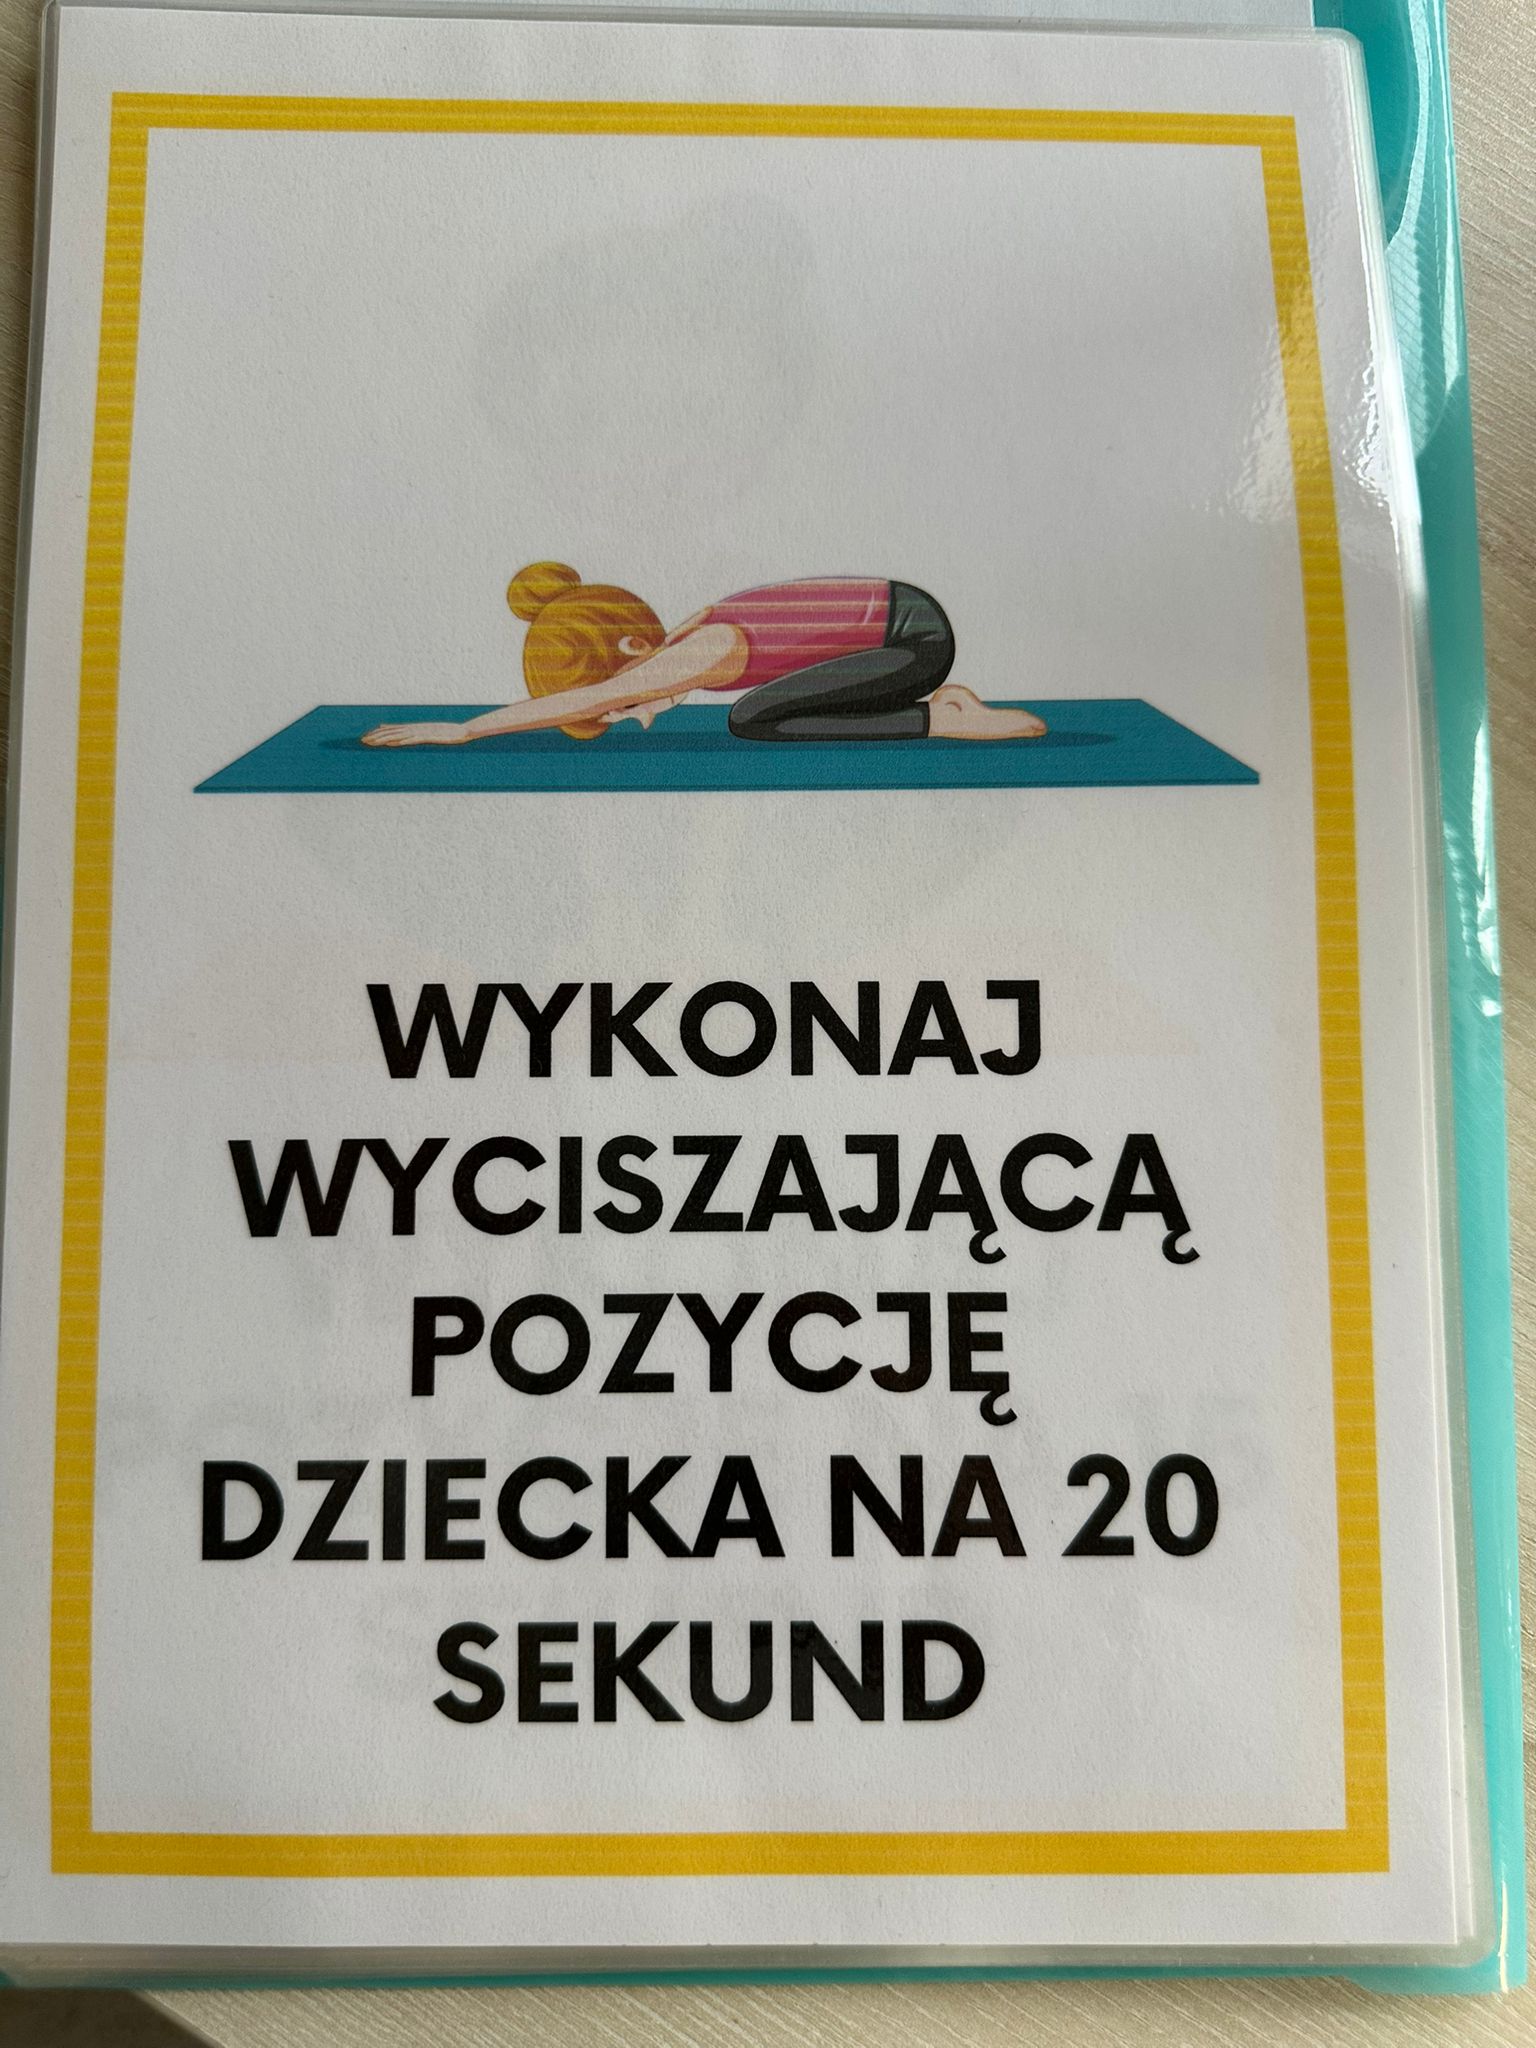 WYKONAJ
WYCISZAJĄCĄ
POZYCJĘ
DZIECKA NA 20
SEKUND